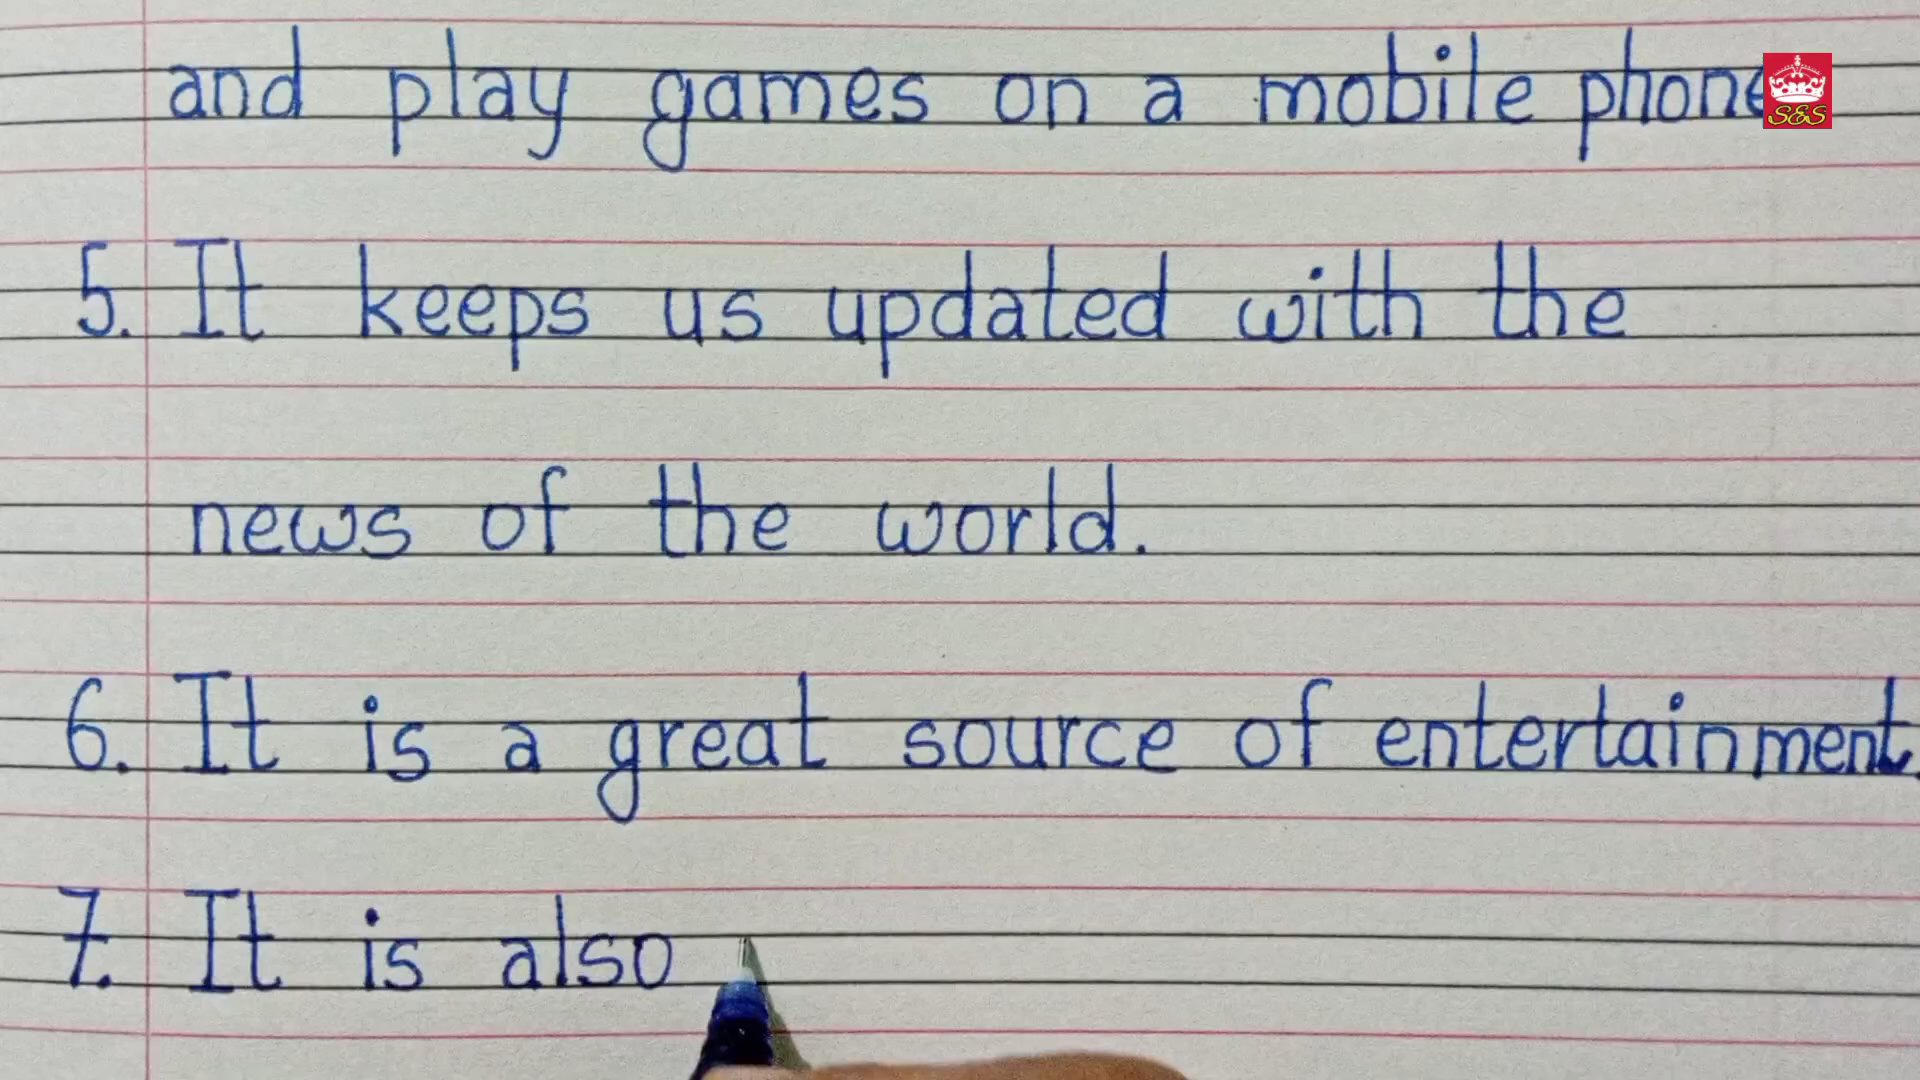 and play games on a mobile phone
S&S
5. It keeps us updated with the
news of the world.
6. It is a great source of entertainment.
7. It is also